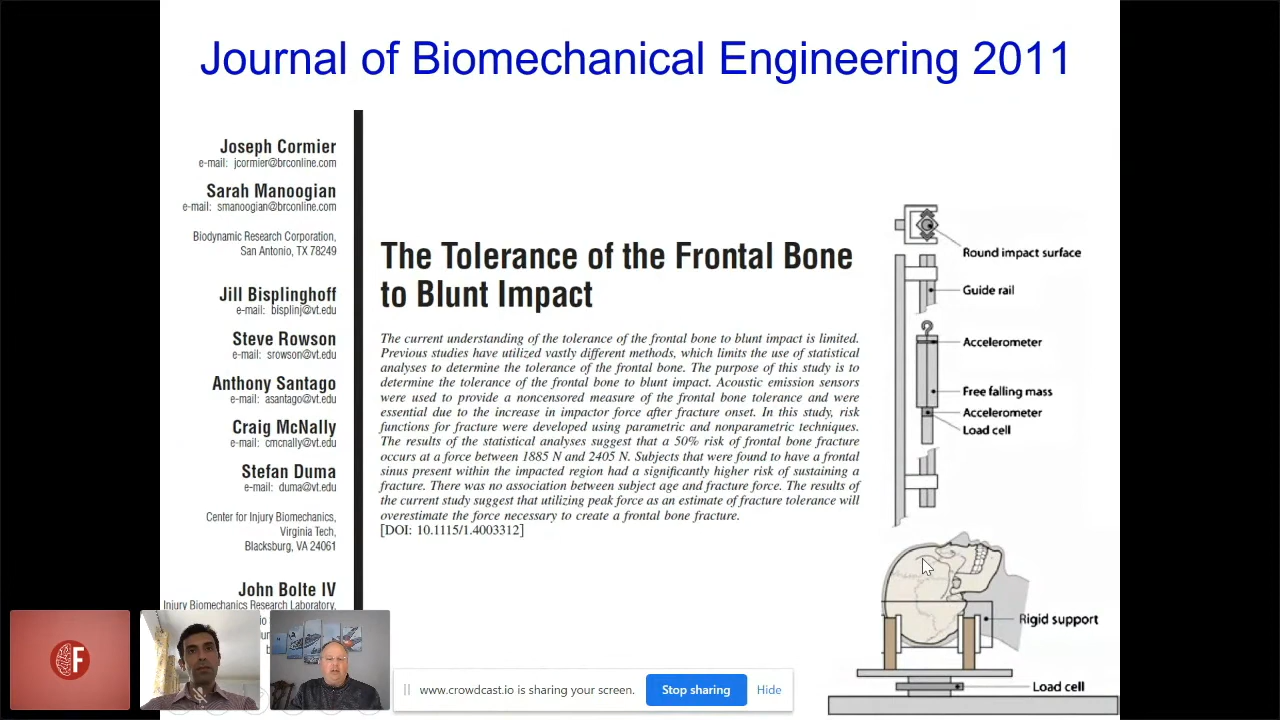 Journal of Biomechanical Engineering 2011
Joseph Cormier
e-mail: jcormier@brconline.com
Sarah Manoogian
e-mail: smanoogian@brconline.com
Biodynamic Research Corporation,
San Antonio, TX 78249
Jill Bisplinghoff
e-mail: bisplinj@vt.edu
Steve Rowson
e-mail: srowson@vt.edu
Anthony Santago
e-mail: asantago@vt.edu
Craig McNally
e-mail: cmcnally@vt.edu
Stefan Duma
e-mail: duma@vt.edu
Center for Injury Biomechanics,
Virginia Tech,
Blacksburg, VA 24061
John Bolte IV
Injury Biomechanics Research Laboratory,
The Tolerance of the Frontal Bone
to Blunt Impact
The current understanding of the tolerance of the frontal bone to blunt impact is limited.
Previous studies have utilized vastly different methods, which limits the use of statistical
analyses to determine the tolerance of the frontal bone. The purpose of this study is to
determine the tolerance of the frontal bone to blunt impact. Acoustic emission sensors
were used to provide a noncensored measure of the frontal bone tolerance and were
essential due to the increase in impactor force after fracture onset. In this study, risk
functions for fracture were developed using parametric and nonparametric techniques.
The results of the statistical analyses suggest that a 50% risk of frontal bone fracture
occurs at a force between 1885 N and 2405 N. Subjects that were found to have a frontal
sinus present within the impacted region had a significantly higher risk of sustaining a
fracture. There was no association between subject age and fracture force. The results of
the current study suggest that utilizing peak force as an estimate of fracture tolerance will
overestimate the force necessary to create a frontal bone fracture.
[DOI: 10.1115/1.4003312]
Round impact surface
Guide rail
Accelerometer
Free falling mass
Accelerometer
Load cell
Rigid support
Load cell
F
www.crowdcast.io is sharing your screen.
Stop sharing
Hide